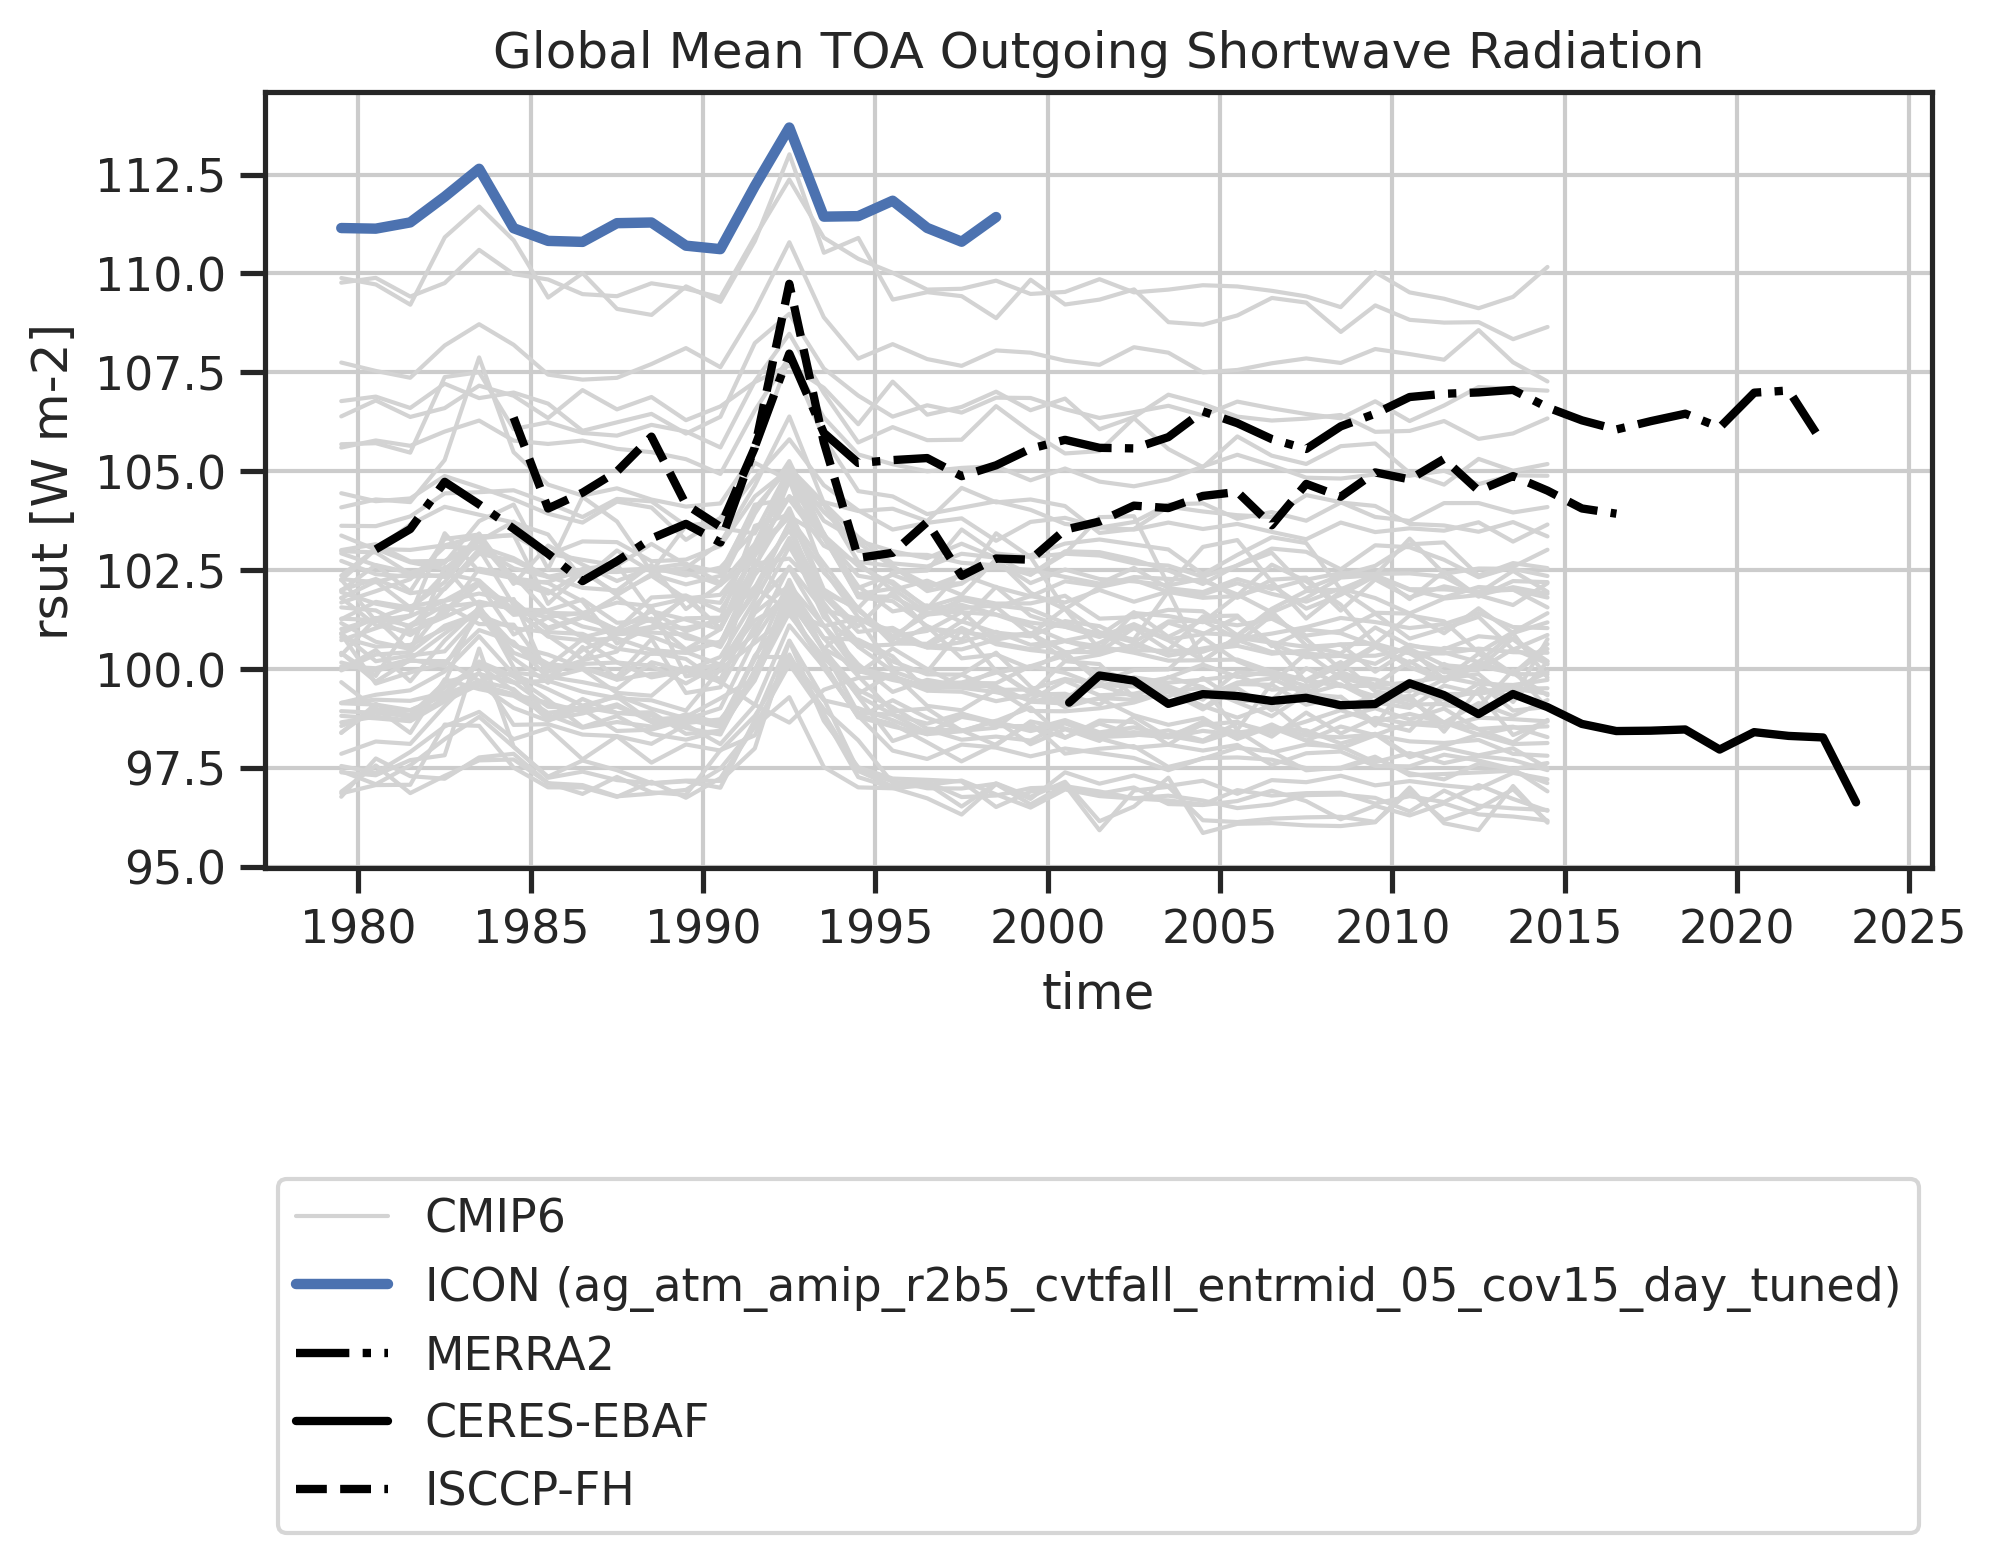 Global Mean TOA Outgoing Shortwave Radiation
rsut [W m-2]
112.5
110.0
107.5
105.0
102.5
100.0
97.5
95.0
1980 1985 1990 1995 2000 2005 2010 2015 2020 2025
time
CMIP6
ICON (ag_atm_amip_r2b5_cvtfall_entrmid_05_cov15_day_tuned)
MERRA2
CERES-EBAF
ISCCP-FH